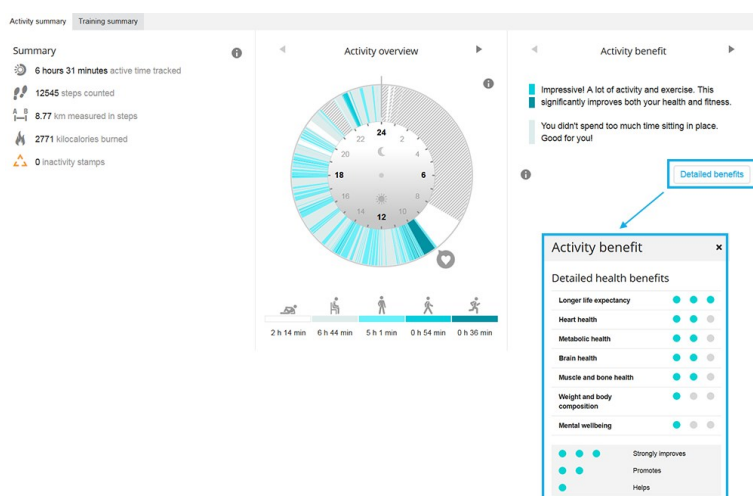 Activity summary Training summary
Summary
6 hours 31 minutes active time tracked
12545 steps counted
A B
8.77 km measured in steps
2771 kilocalories burned
0 inactivity stamps
Activity overview
24
22 2
20 4
18 6
16 8
14 10
12
2 h 14 min 6 h 44 min 5 h 1 min 0 h 54 min 0 h 36 min
Activity benefit
Impressive! A lot of activity and exercise. This
significantly improves both your health and fitness.
You didn't spend too much time sitting in place.
Good for you!
Detailed benefits
Activity benefit ×
Detailed health benefits
Longer life expectancy
Heart health
Metabolic health
Brain health
Muscle and bone health
Weight and body
composition
Mental wellbeing
Strongly improves
Promotes
Helps